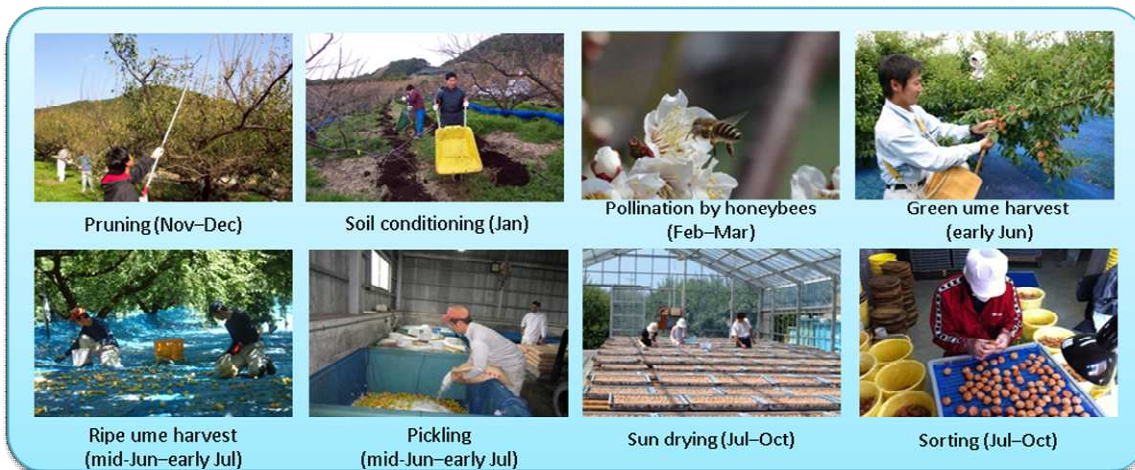 Pruning (Nov–Dec)
Soil conditioning (Jan)
Pollination by honeybees
(Feb–Mar)
Green ume harvest
(early Jun)
Ripe ume harvest
(mid-Jun–early Jul)
Pickling
(mid-Jun–early Jul)
Sun drying (Jul–Oct)
Sorting (Jul–Oct)